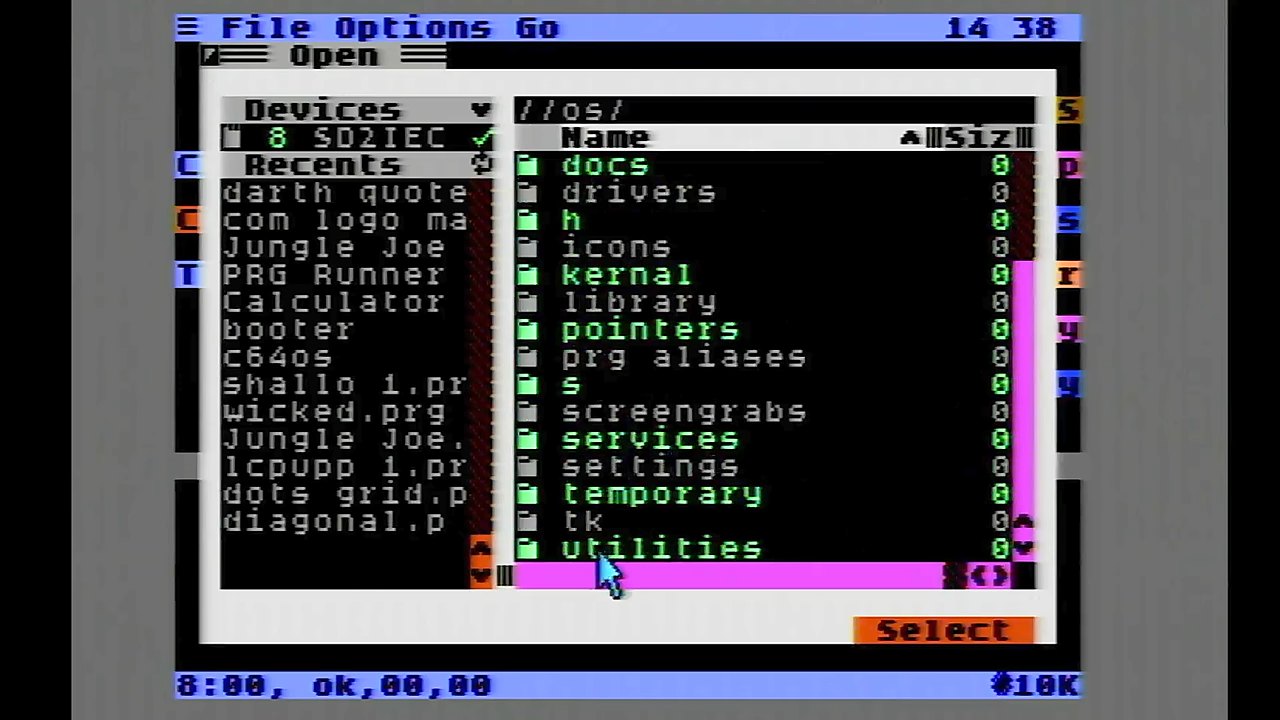 File Options Go 14 38
Open
Devices
8 SD2IEC
Recents
darth quote
com logo ma
Jungle Joe
PRG Runner
Calculator
booter
c64os
shallo 1.pr
wicked.prg
Jungle Joe.
lcpvpp 1.pr
dots grid.p
diagonal.p
//os/
Name Siz
docs 0
drivers 0
h 0
icons 0
kernal 0
library 0
pointers 0
prg aliases 0
s 0
screengrabs 0
services 0
settings 0
temporary 0
tk 0
utilities 0
C
C
T
S
p
s
r
y
y
Select
8:00, ok,00,00 #10K